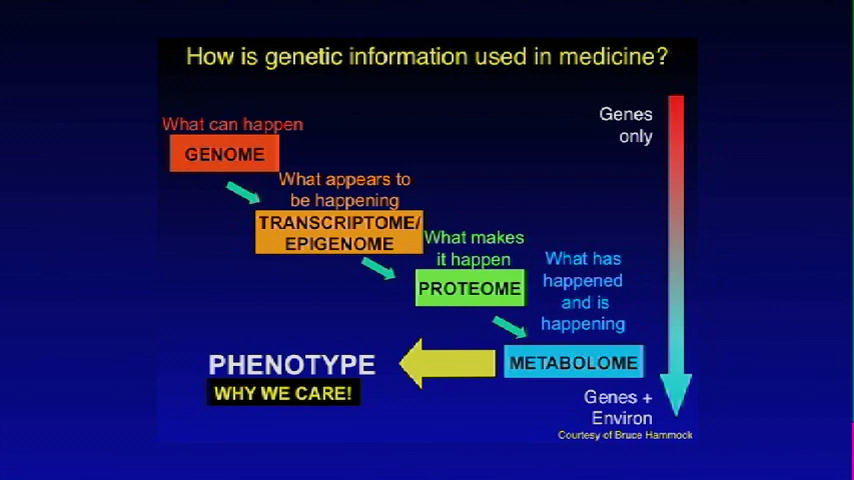 How is genetic information used in medicine?
Genes
only
What can happen
GENOME
What appears to
be happening
TRANSCRIPTOME/
EPIGENOME
What makes
it happen
PROTEOME
What has
happened
and is
happening
METABOLOME
PHENOTYPE
WHY WE CARE!
Genes +
Environ
Courtesy of Bruce Hammock